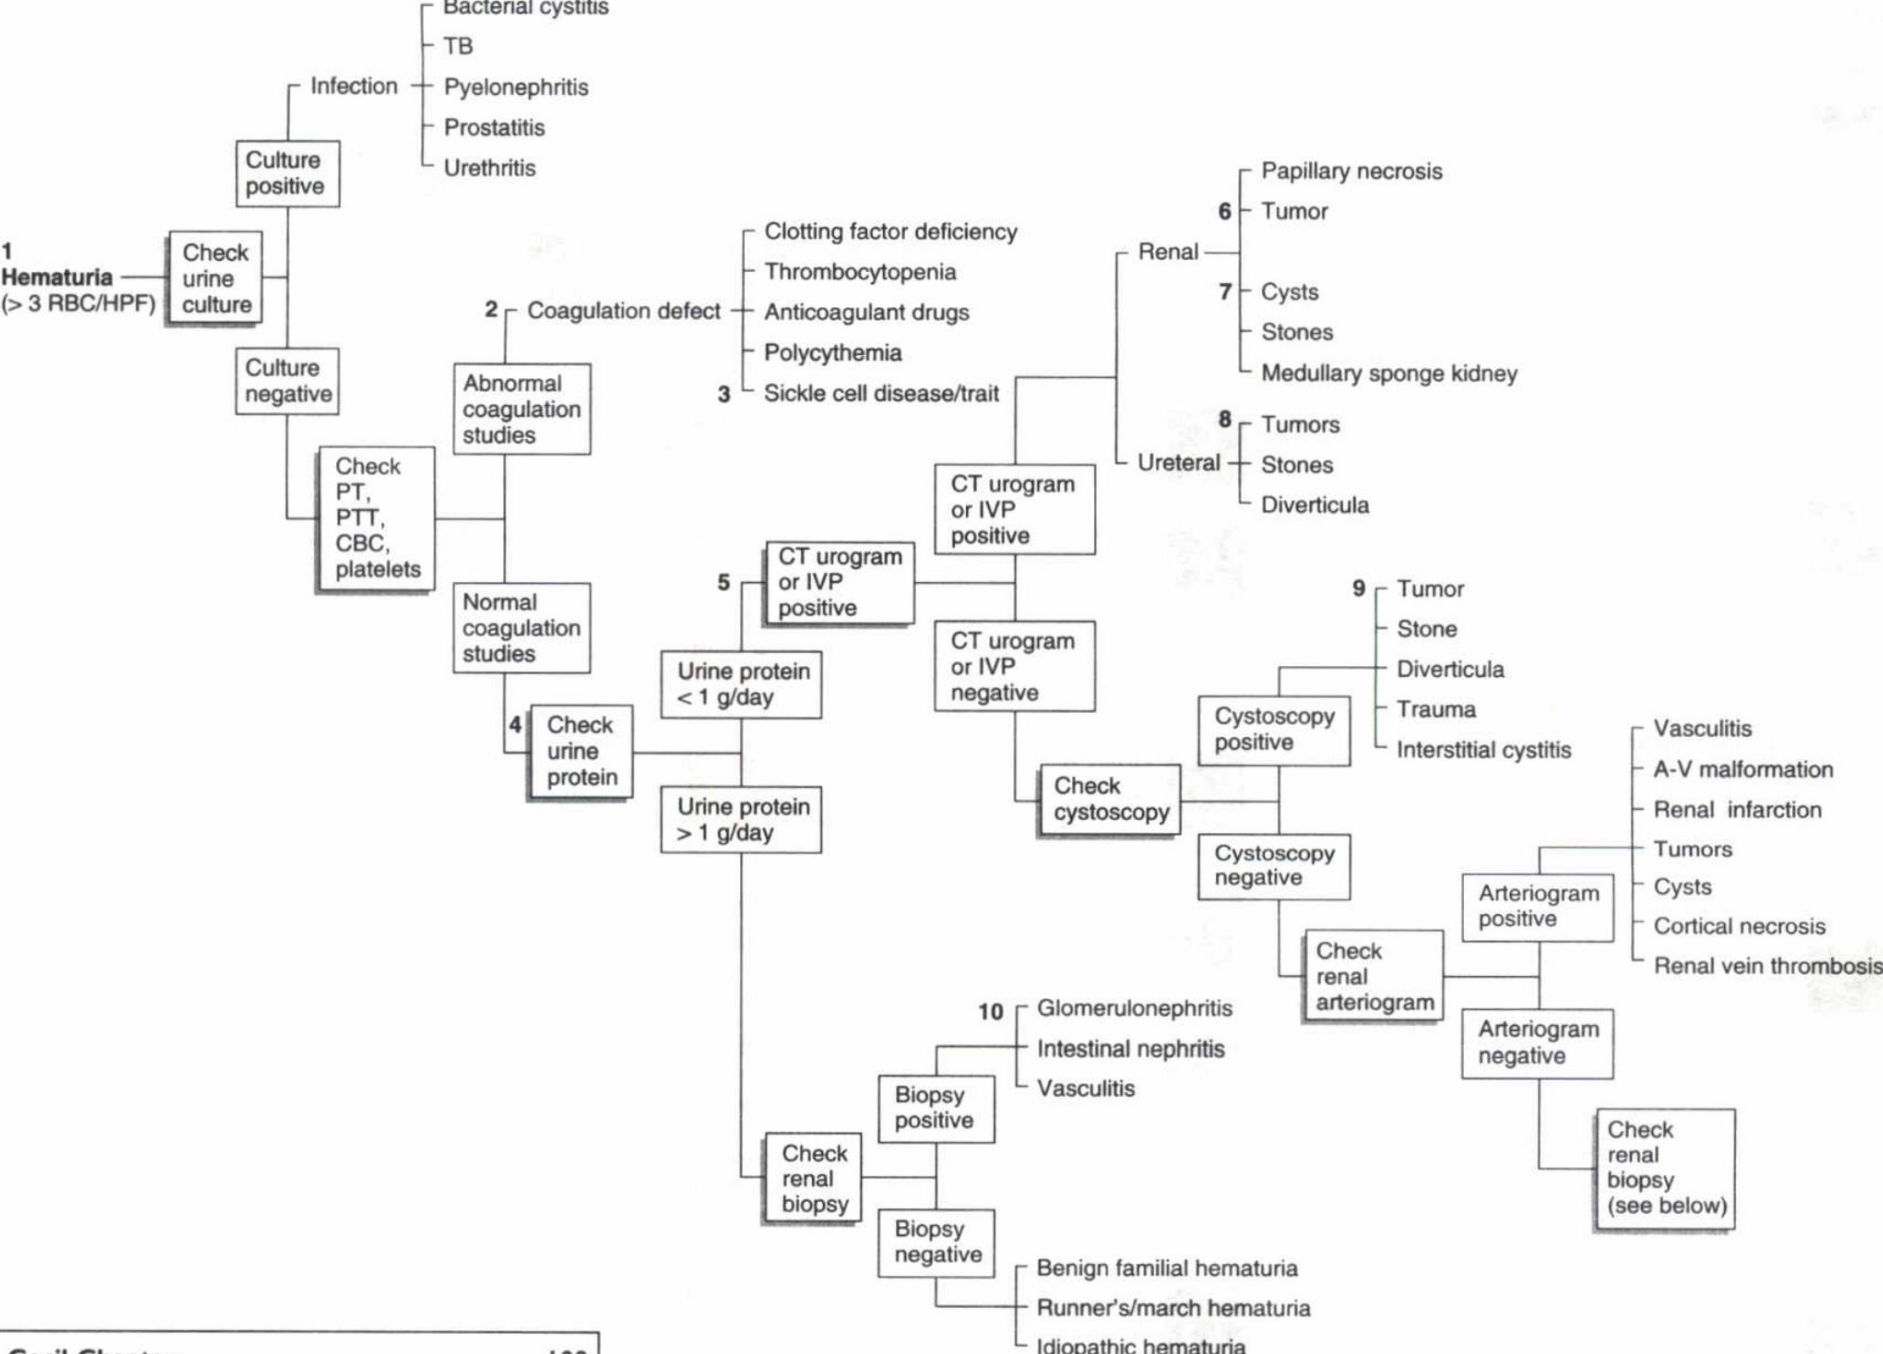 Bacterial cystitis
TB
Infection
Pyelonephritis
Prostatitis
Urethritis
Culture
positive
1
Hematuria
(> 3 RBC/HPF)
Check
urine
culture
Culture
negative
Check
PT,
PTT,
CBC,
platelets
2
Coagulation defect
Clotting factor deficiency
Thrombocytopenia
Anticoagulant drugs
Polycythemia
3
Sickle cell disease/trait
Abnormal
coagulation
studies
Normal
coagulation
studies
4
Check
urine
protein
Urine protein
< 1 g/day
Urine protein
> 1 g/day
5
CT urogram
or IVP
positive
CT urogram
or IVP
positive
CT urogram
or IVP
negative
Renal
Papillary necrosis
6
Tumor
7
Cysts
Stones
Medullary sponge kidney
Ureteral
8
Tumors
Stones
Diverticula
Check
cystoscopy
Cystoscopy
positive
Cystoscopy
negative
9
Tumor
Stone
Diverticula
Trauma
Interstitial cystitis
Check
renal
arteriogram
Arteriogram
positive
Arteriogram
negative
Vasculitis
A-V malformation
Renal infarction
Tumors
Cysts
Cortical necrosis
Renal vein thrombosis
Check
renal
biopsy
(see below)
Check
renal
biopsy
Biopsy
positive
Biopsy
negative
10
Glomerulonephritis
Intestinal nephritis
Vasculitis
Benign familial hematuria
Runner's/march hematuria
Idiopathic hematuria